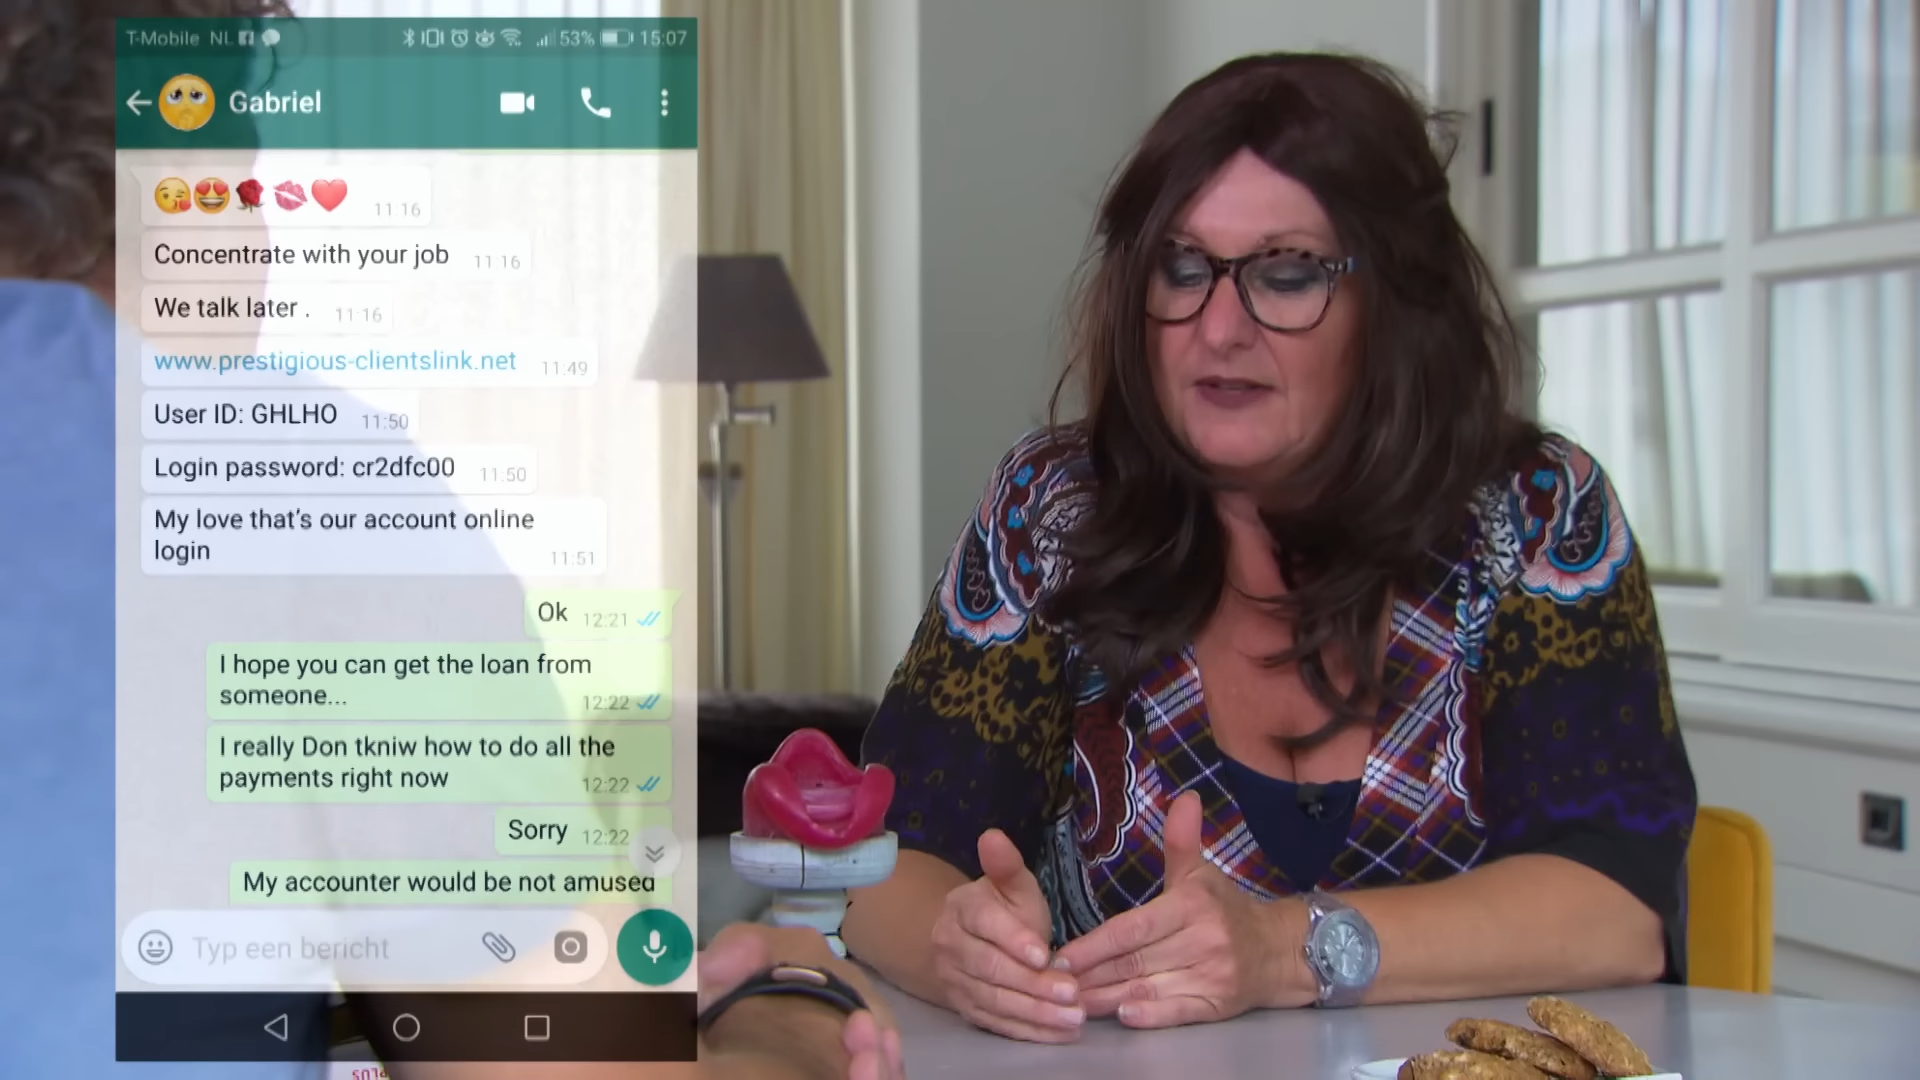 T-Mobile NL 53% 15:07
Gabriel
11:16
Concentrate with your job 11:16
We talk later . 11:16
www.prestigious-clientslink.net 11:49
User ID: GHLHO 11:50
Login password: cr2dfc00 11:50
My love that's our account online
login 11:51
Ok 12:21
I hope you can get the loan from
someone... 12:22
I really Don tkniw how to do all the
payments right now 12:22
Sorry 12:22
My accounter would be not amused
Typ een bericht